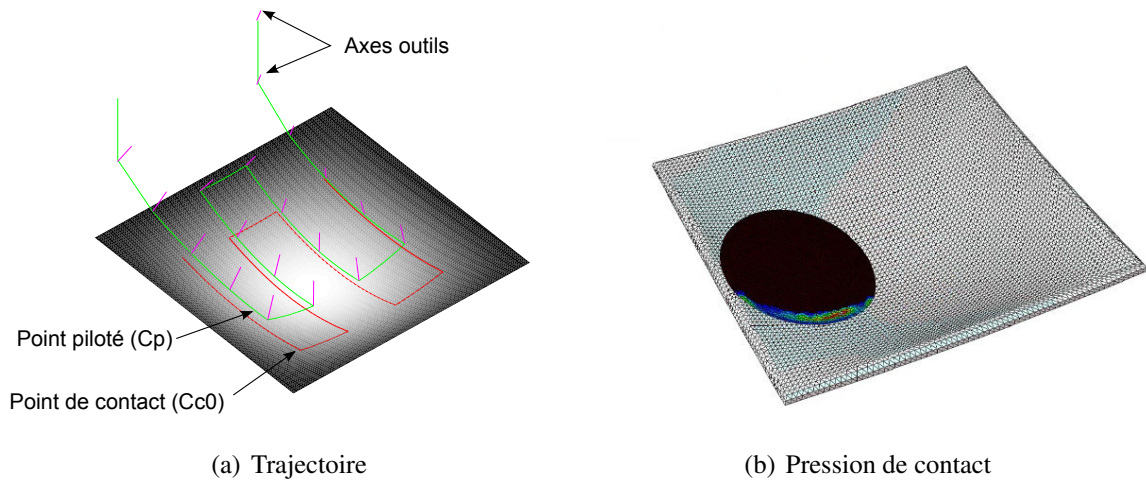 Axes outils
Point piloté (Cp)
Point de contact (Cc0)
(a) Trajectoire
(b) Pression de contact